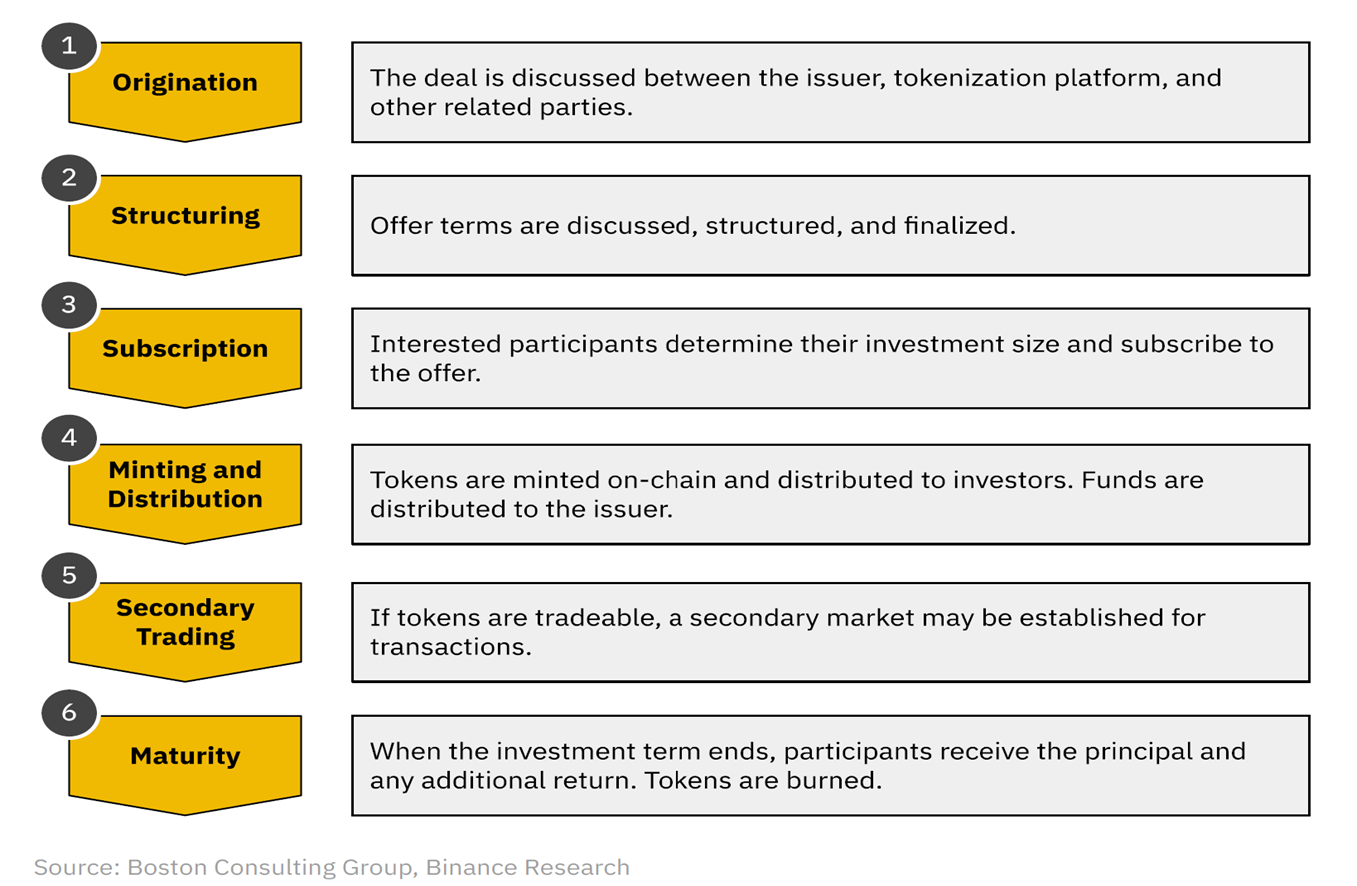 1
Origination
The deal is discussed between the issuer, tokenization platform, and
other related parties.
2
Structuring
Offer terms are discussed, structured, and finalized.
3
Subscription
Interested participants determine their investment size and subscribe to
the offer.
4
Minting and
Distribution
Tokens are minted on-chain and distributed to investors. Funds are
distributed to the issuer.
5
Secondary
Trading
If tokens are tradeable, a secondary market may be established for
transactions.
6
Maturity
When the investment term ends, participants receive the principal and
any additional return. Tokens are burned.
Source: Boston Consulting Group, Binance Research